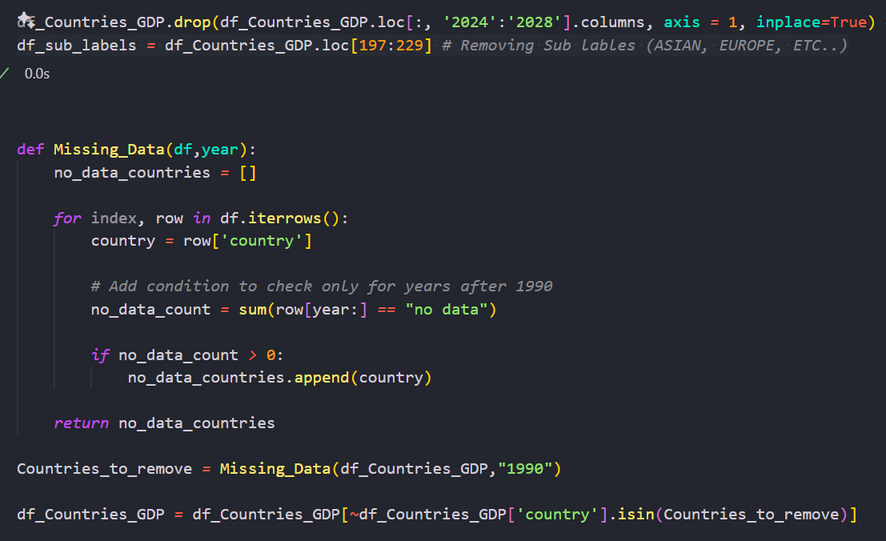 df_Countries_GDP.drop(df_Countries_GDP.loc[:, '2024':'2028'].columns, axis = 1, inplace=True)
df_sub_labels = df_Countries_GDP.loc[197:229] # Removing Sub lables (ASIAN, EUROPE, ETC..)
0.0s
def Missing_Data(df,year):
    no_data_countries = []
    for index, row in df.iterrows():
        country = row['country']
        # Add condition to check only for years after 1990
        no_data_count = sum(row[year:] == "no data")
        if no_data_count > 0:
            no_data_countries.append(country)
    return no_data_countries
Countries_to_remove = Missing_Data(df_Countries_GDP,"1990")
df_Countries_GDP = df_Countries_GDP[~df_Countries_GDP['country'].isin(Countries_to_remove)]